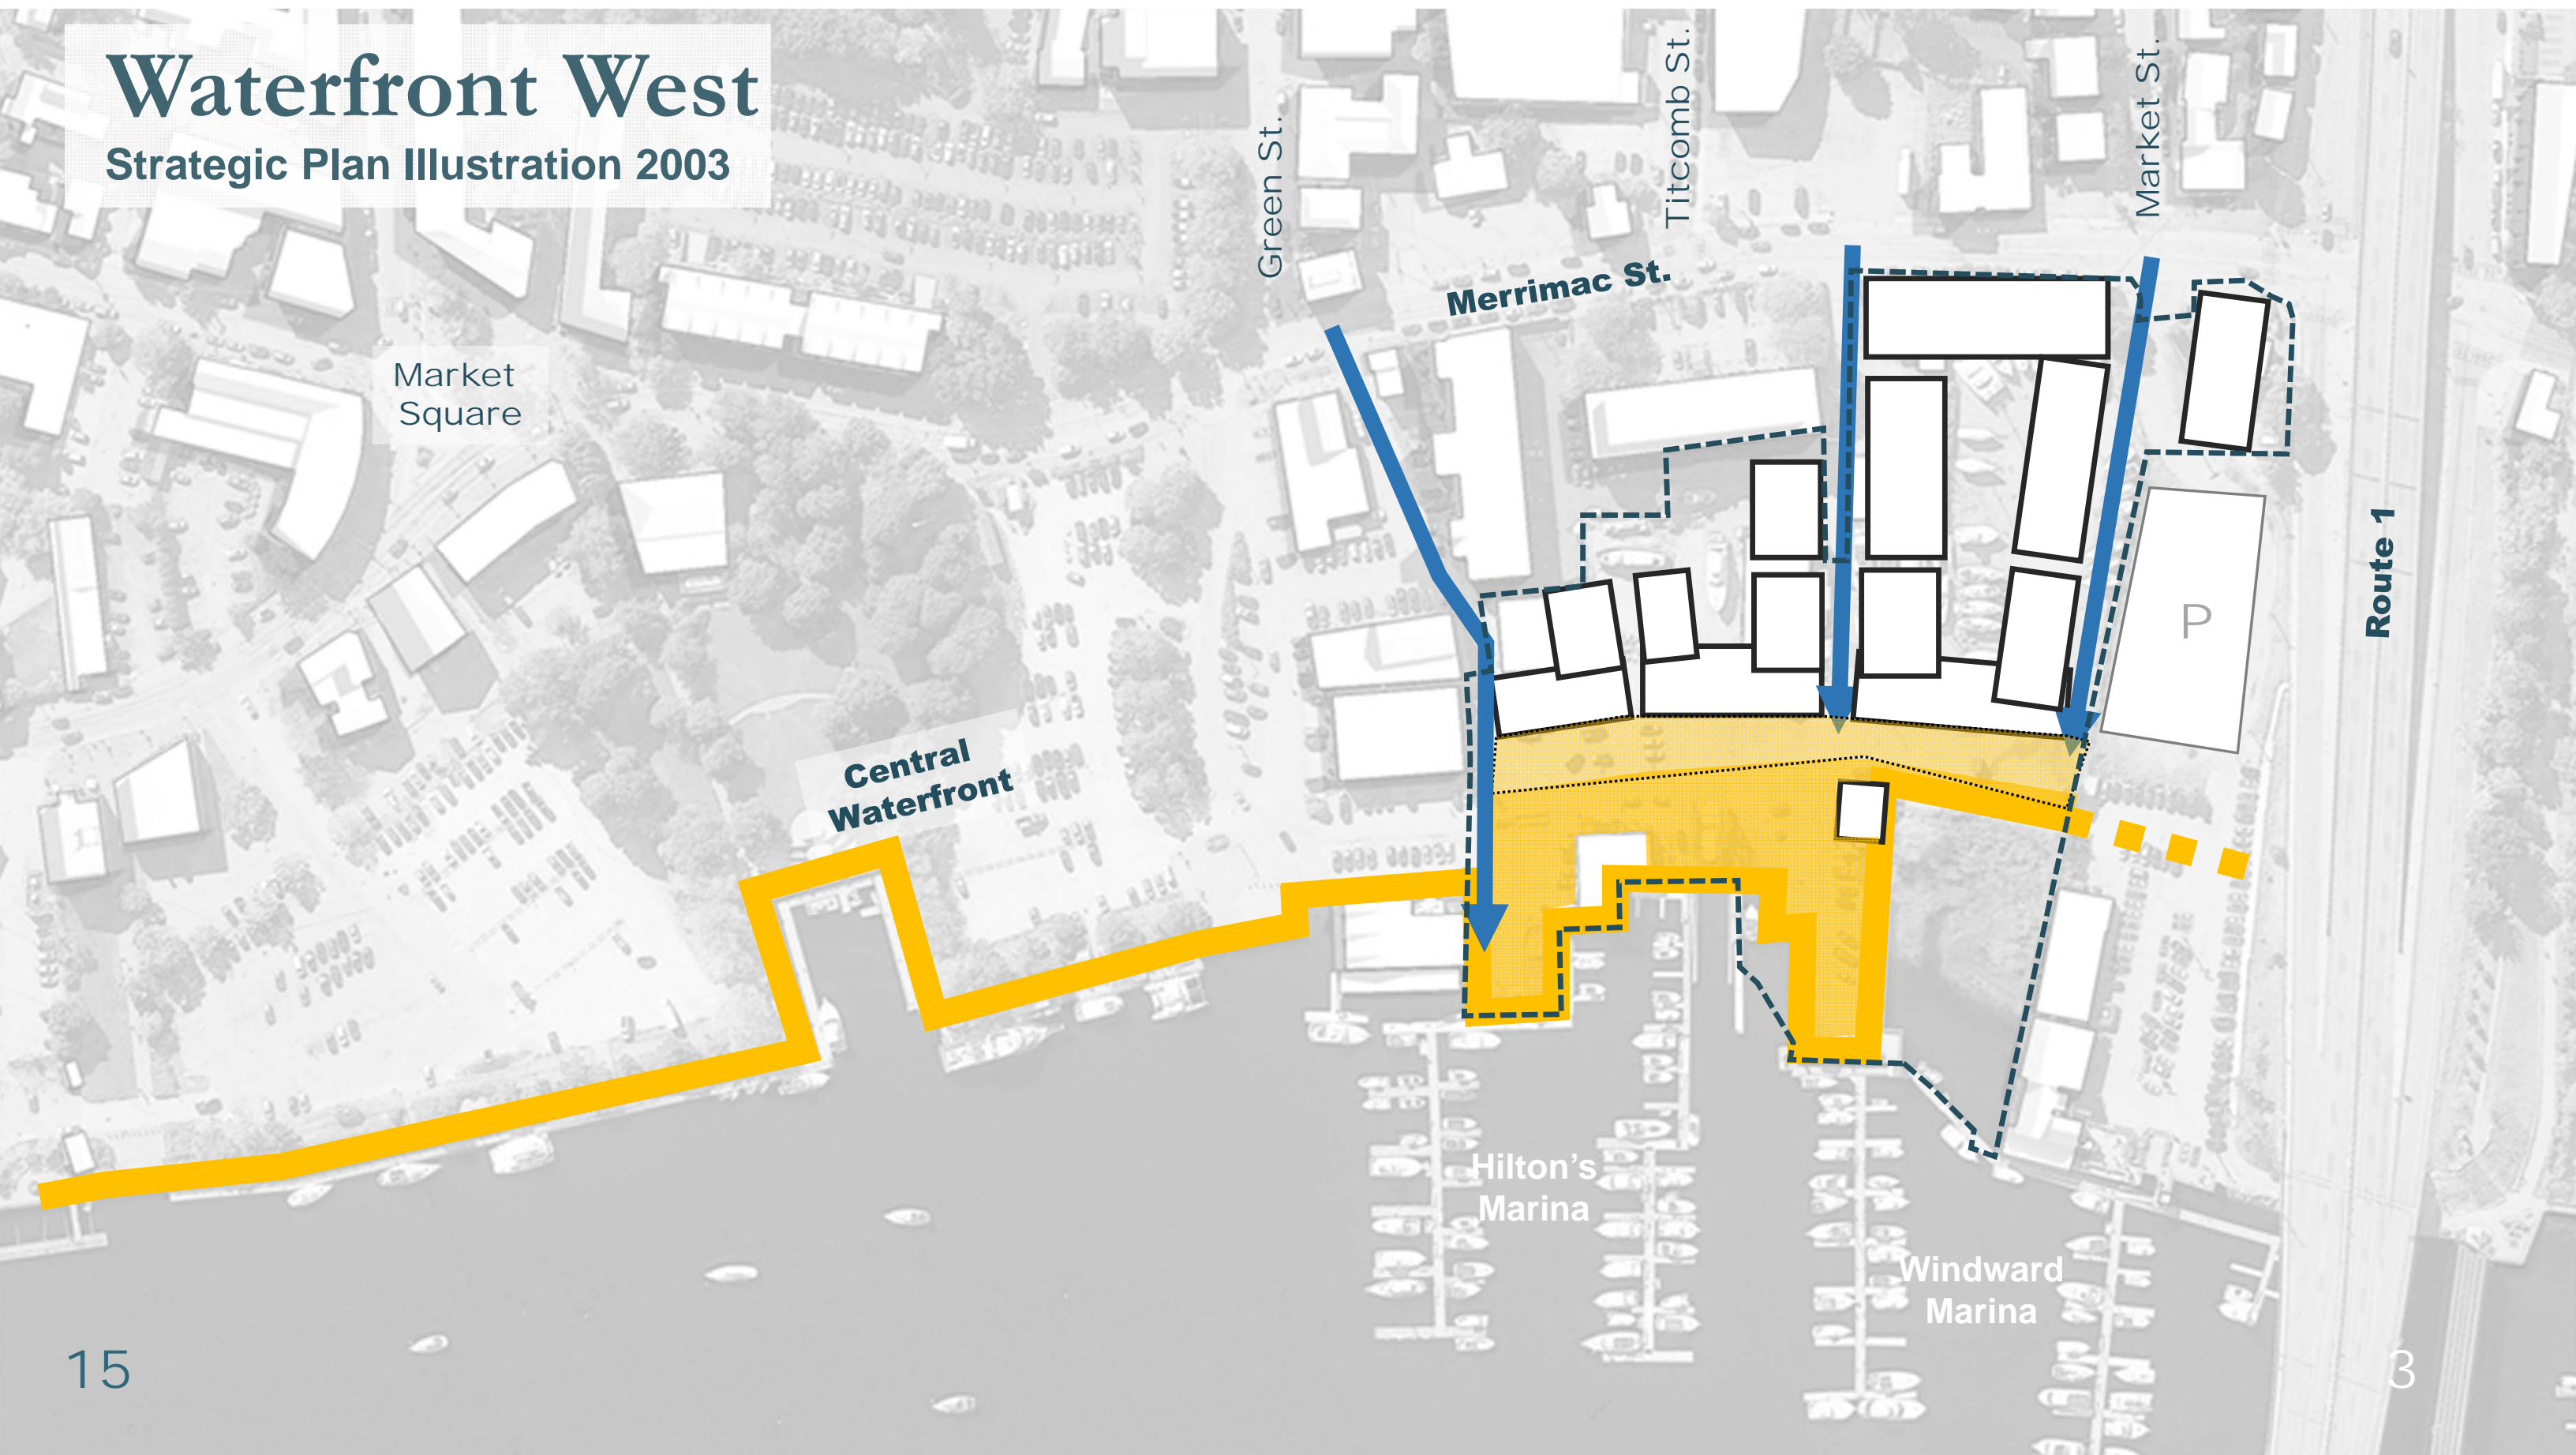 Waterfront West
Strategic Plan Illustration 2003
Green St.
Titcomb St.
Market St.
Merrimac St.
Market
Square
Route 1
P
Central
Waterfront
Hilton’s
Marina
Windward
Marina
15
3